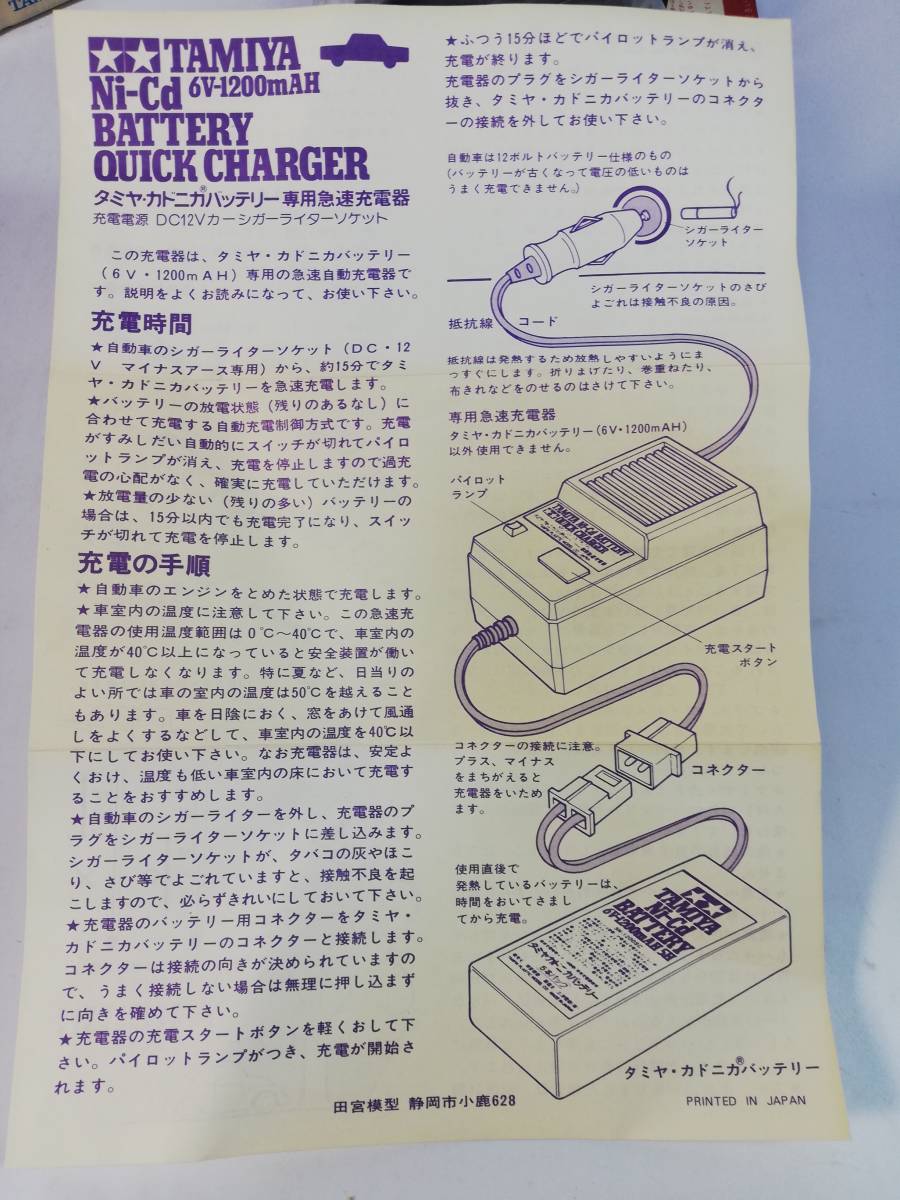 TAMIYA
Ni-Cd 6V-1200mAH
BATTERY
QUICK CHARGER
タミヤ・カドニカ®バッテリー専用急速充電器
充電電源 DC12Vカーシガーライターソケット
この充電器は、タミヤ・カドニカバッテリー
(6V・1200mAH)専用の急速自動充電器で
す。説明をよくお読みになって、お使い下さい。
充電時間
★自動車のシガーライターソケット(DC・12
V マイナスアース専用)から、約15分でタミ
ヤ・カドニカバッテリーを急速充電します。
★バッテリーの放電状態(残りのあるなし)に
合わせて充電する自動充電制御方式です。充電
がすみしだい自動的にスイッチが切れてパイロ
ットランプが消え、充電を停止しますので過充
電の心配がなく、確実に充電していただけます。
★放電量の少ない(残りの多い)バッテリーの
場合は、15分以内でも充電完了になり、スイッ
チが切れて充電を停止します。
充電の手順
★自動車のエンジンをとめた状態で充電します。
★車室内の温度に注意して下さい。この急速充
電器の使用温度範囲は0℃〜40℃で、車室内の
温度が40℃以上になっていると安全装置が働い
て充電しなくなります。特に夏など、日当りの
よい所では車の室内の温度は50℃を越えること
もあります。車を日陰におく、窓をあけて風通
しをよくするなどして、車室内の温度を40℃以
下にしてお使い下さい。なお充電器は、安定よ
くおけ、温度も低い車室内の床において充電す
ることをおすすめします。
★自動車のシガーライターを外し、充電器のプ
ラグをシガーライターソケットに差し込みます。
シガーライターソケットが、タバコの灰やほこ
り、さび等でよごれていますと、接触不良を起
こしますので、必らずきれいにしておいて下さい。
★充電器のバッテリー用コネクターをタミヤ・
カドニカバッテリーのコネクターと接続します。
コネクターは接続の向きが決められていますの
で、うまく接続しない場合は無理に押し込まず
に向きを確めて下さい。
★充電器の充電スタートボタンを軽くおして下
さい。パイロットランプがつき、充電が開始さ
れます。
★ふつう15分ほどでパイロットランプが消え、
充電が終ります。
充電器のプラグをシガーライターソケットから
抜き、タミヤ・カドニカバッテリーのコネクタ
ーの接続を外してお使い下さい。
自動車は12ボルトバッテリー仕様のもの
(バッテリーが古くなって電圧の低いものは
うまく充電できません。)
シガーライター
ソケット
シガーライターソケットのさび
よごれは接触不良の原因。
抵抗線 コード
抵抗線は発熱するため放熱しやすいようにま
っすぐにします。折りまげたり、巻重ねたり、
布きれなどをのせるのはさけて下さい。
専用急速充電器
タミヤ・カドニカバッテリー(6V・1200mAH)
以外使用できません。
パイロット
ランプ
TAMIYA Ni-Cd BATTERY
QUICK CHARGER
充電スタート
ボタン
コネクターの接続に注意。
プラス、マイナス
をまちがえると
充電器をいため
ます。
コネクター
使用直後で
発熱しているバッテリーは、
時間をおいてさまし
てから充電。
TAMIYA
Ni-Cd
BATTERY
6V-1200mAH
タミヤ・カドニカ®バッテリー
田宮模型 静岡市小鹿628
PRINTED IN JAPAN